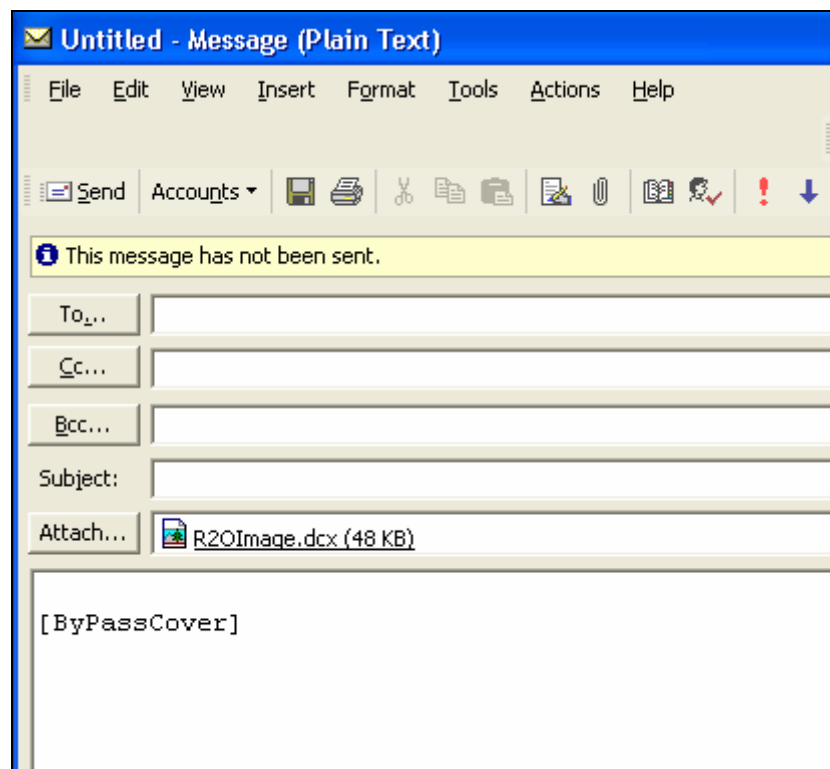 Untitled - Message (Plain Text)
File Edit View Insert Format Tools Actions Help
Send Accounts
This message has not been sent.
To...
Cc...
Bcc...
Subject:
Attach... R2OImage.dcx (48 KB)
[ByPassCover]